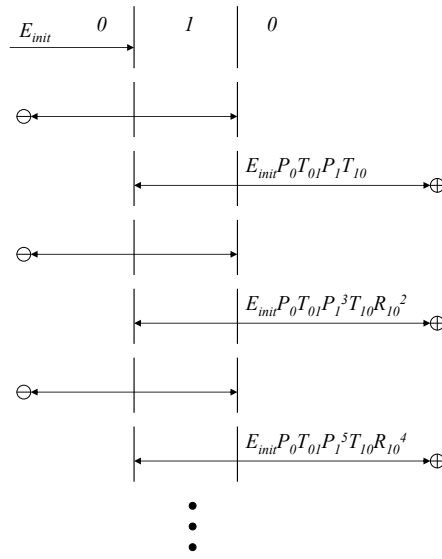 0 1 0
E_init
E_init P_0 T_01 P_1 T_10
E_init P_0 T_01 P_1^3 T_10 R_10^2
E_init P_0 T_01 P_1^5 T_10 R_10^4